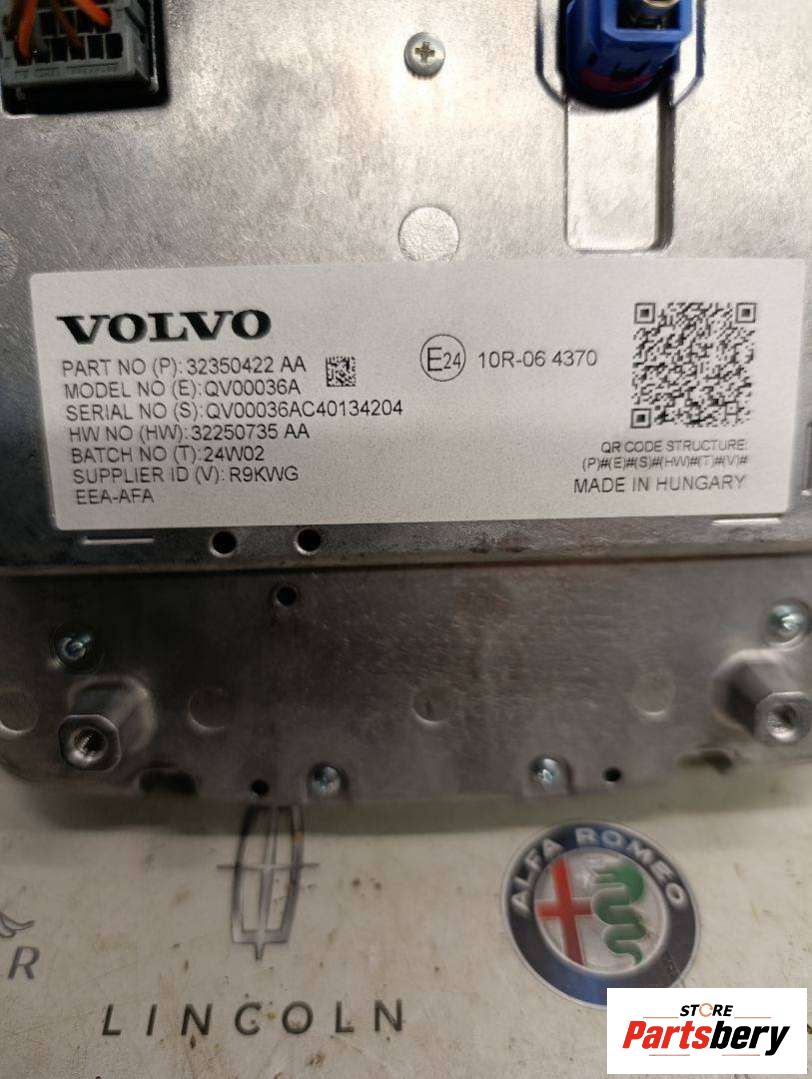 VOLVO
PART NO (P): 32350422 AA
MODEL NO (E): QV00036A
SERIAL NO (S): QV00036AC40134204
HW NO (HW): 32250735 AA
BATCH NO (T): 24W02
SUPPLIER ID (V): R9KWG
EEA-AFA
E24 10R-06 4370
QR CODE STRUCTURE:
(P)#(E)#(S)#(HW)#(T)#(V)#
MADE IN HUNGARY
ALFA ROMEO
LINCOLN
STORE
Partsbery